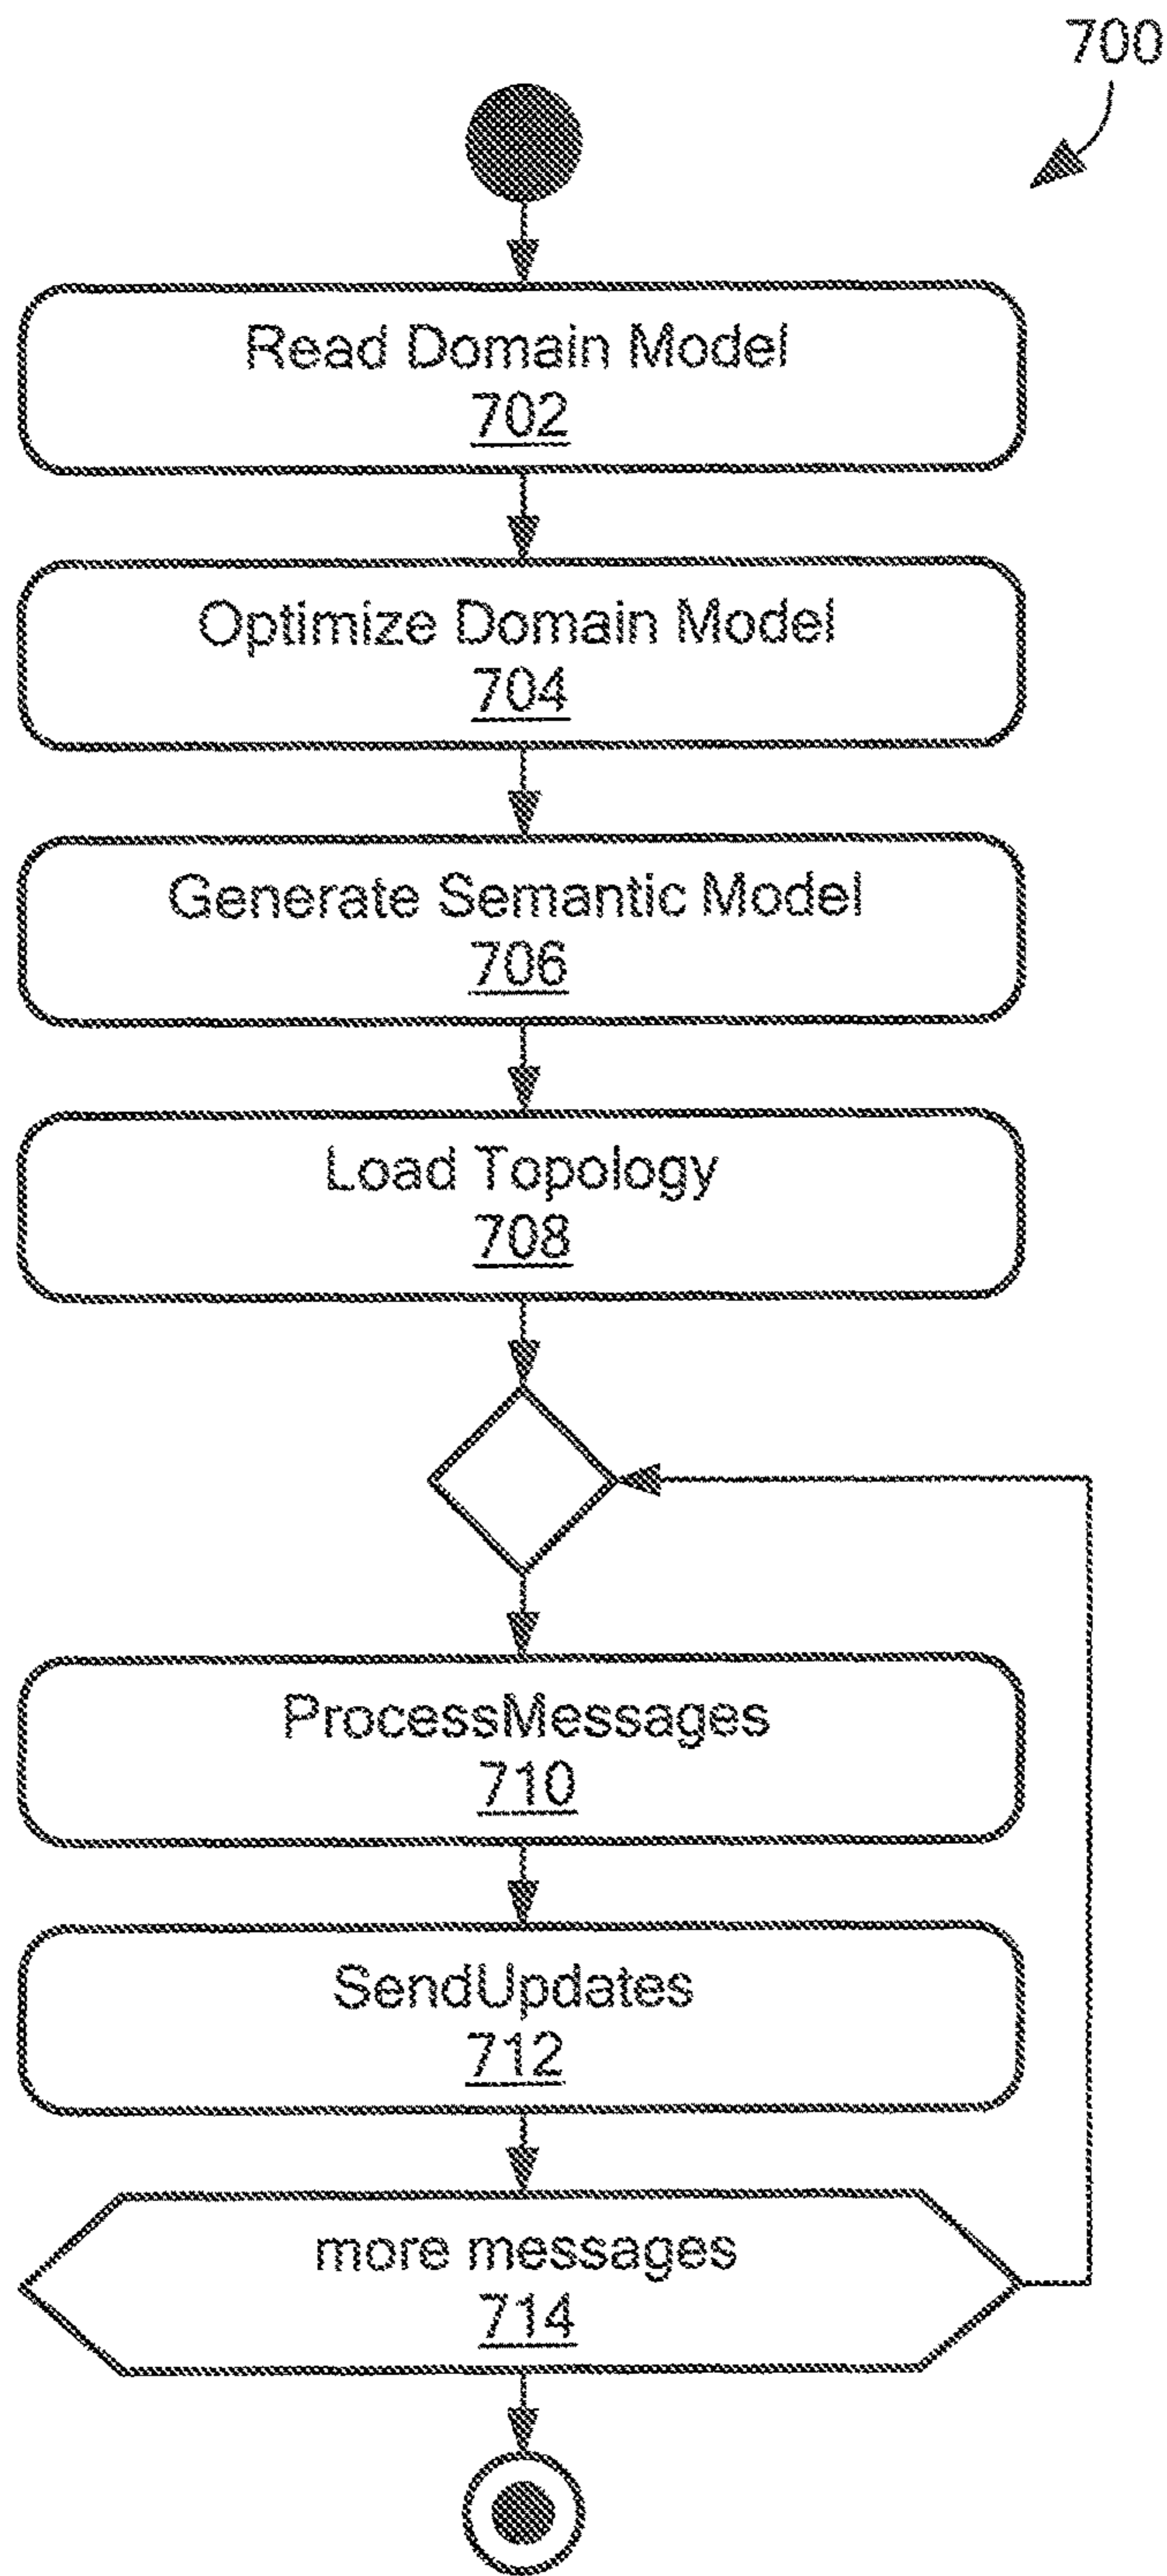 700
Read Domain Model
702
Optimize Domain Model
704
Generate Semantic Model
706
Load Topology
708
ProcessMessages
710
SendUpdates
712
more messages
714